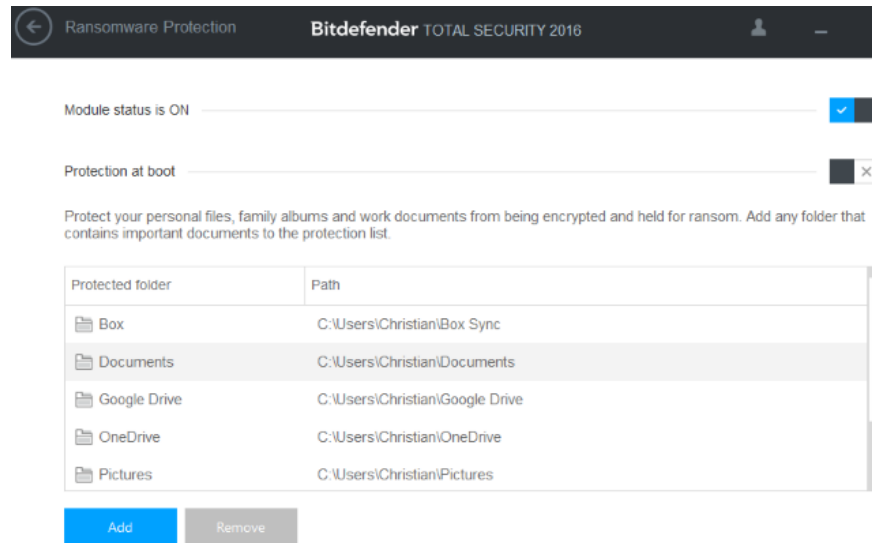 Ransomware Protection Bitdefender TOTAL SECURITY 2016
Module status is ON
Protection at boot
Protect your personal files, family albums and work documents from being encrypted and held for ransom. Add any folder that
contains important documents to the protection list.
Protected folder Path
Box C:\Users\Christian\Box Sync
Documents C:\Users\Christian\Documents
Google Drive C:\Users\Christian\Google Drive
OneDrive C:\Users\Christian\OneDrive
Pictures C:\Users\Christian\Pictures
Add Remove